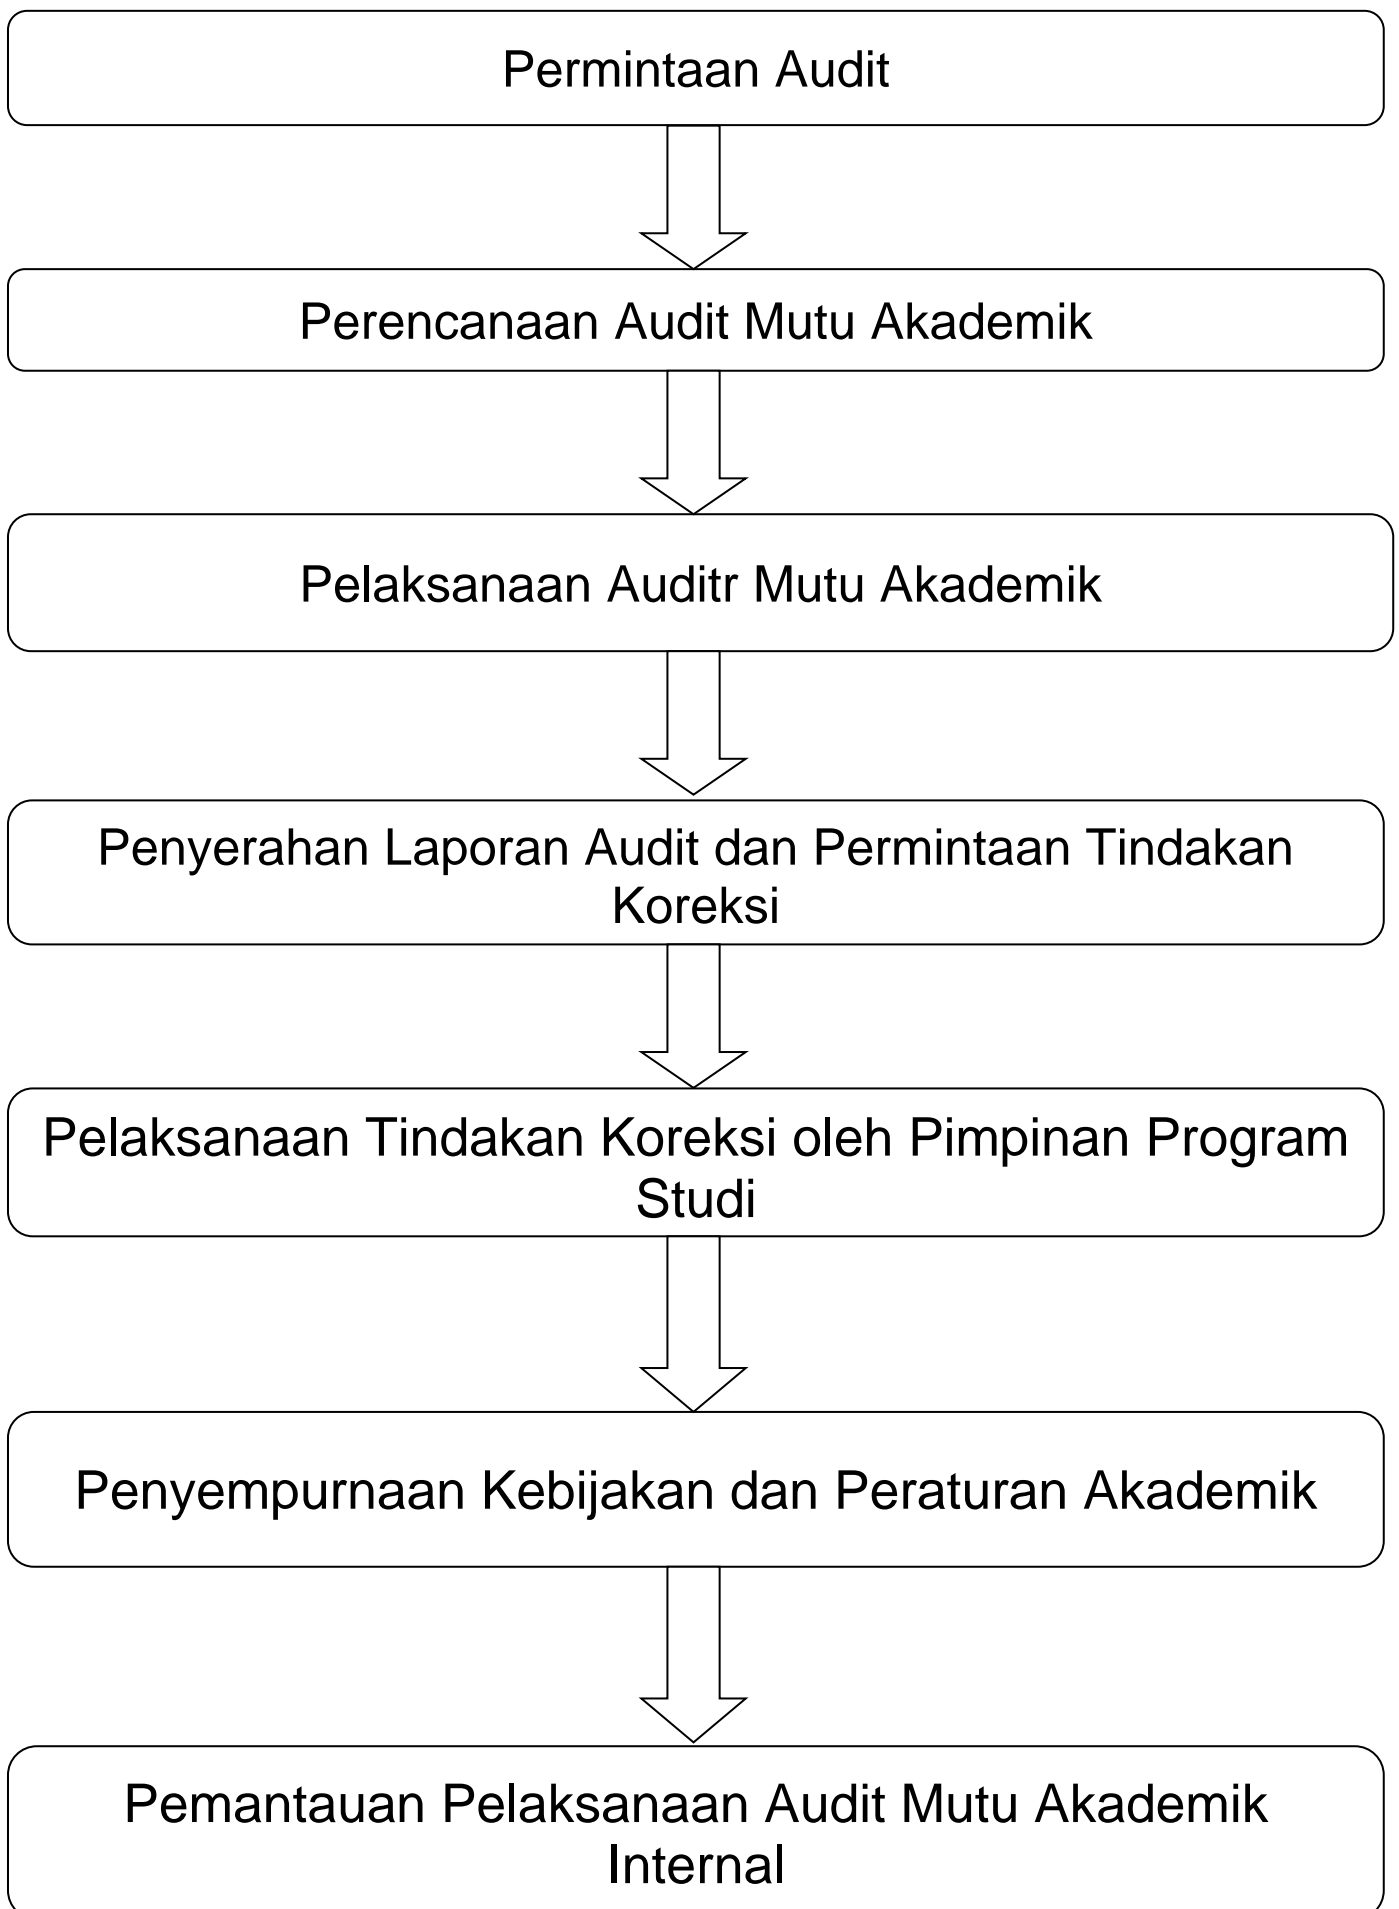 Permintaan Audit
Perencanaan Audit Mutu Akademik
Pelaksanaan Auditr Mutu Akademik
Penyerahan Laporan Audit dan Permintaan Tindakan
Koreksi
Pelaksanaan Tindakan Koreksi oleh Pimpinan Program
Studi
Penyempurnaan Kebijakan dan Peraturan Akademik
Pemantauan Pelaksanaan Audit Mutu Akademik
Internal